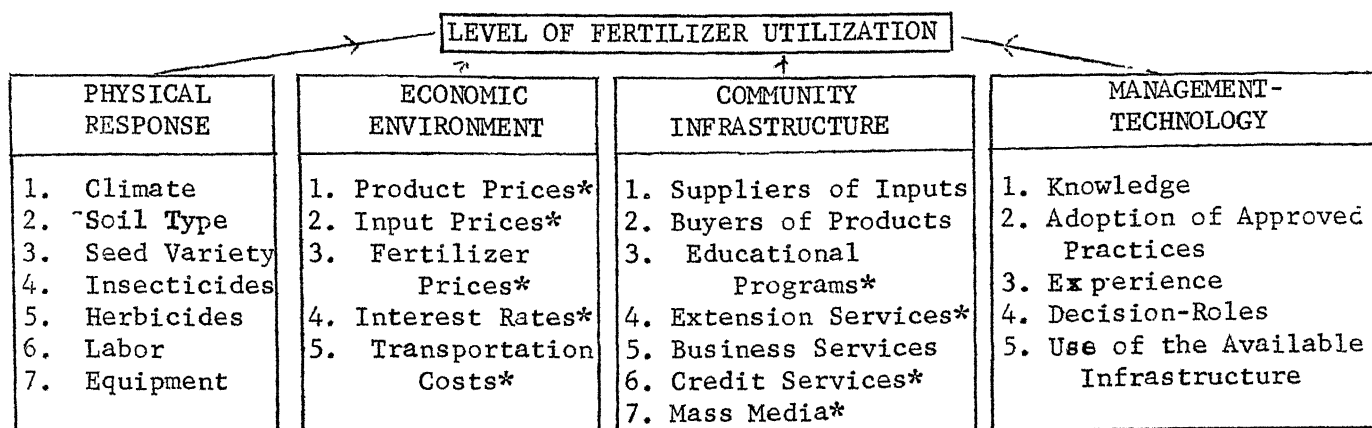 LEVEL OF FERTILIZER UTILIZATION
PHYSICAL
RESPONSE
1. Climate
2. Soil Type
3. Seed Variety
4. Insecticides
5. Herbicides
6. Labor
7. Equipment
ECONOMIC
ENVIRONMENT
1. Product Prices*
2. Input Prices*
3. Fertilizer
Prices*
4. Interest Rates*
5. Transportation
Costs*
COMMUNITY
INFRASTRUCTURE
1. Suppliers of Inputs
2. Buyers of Products
3. Educational
Programs*
4. Extension Services*
5. Business Services
6. Credit Services*
7. Mass Media*
MANAGEMENT-
TECHNOLOGY
1. Knowledge
2. Adoption of Approved
Practices
3. Experience
4. Decision-Roles
5. Use of the Available
Infrastructure